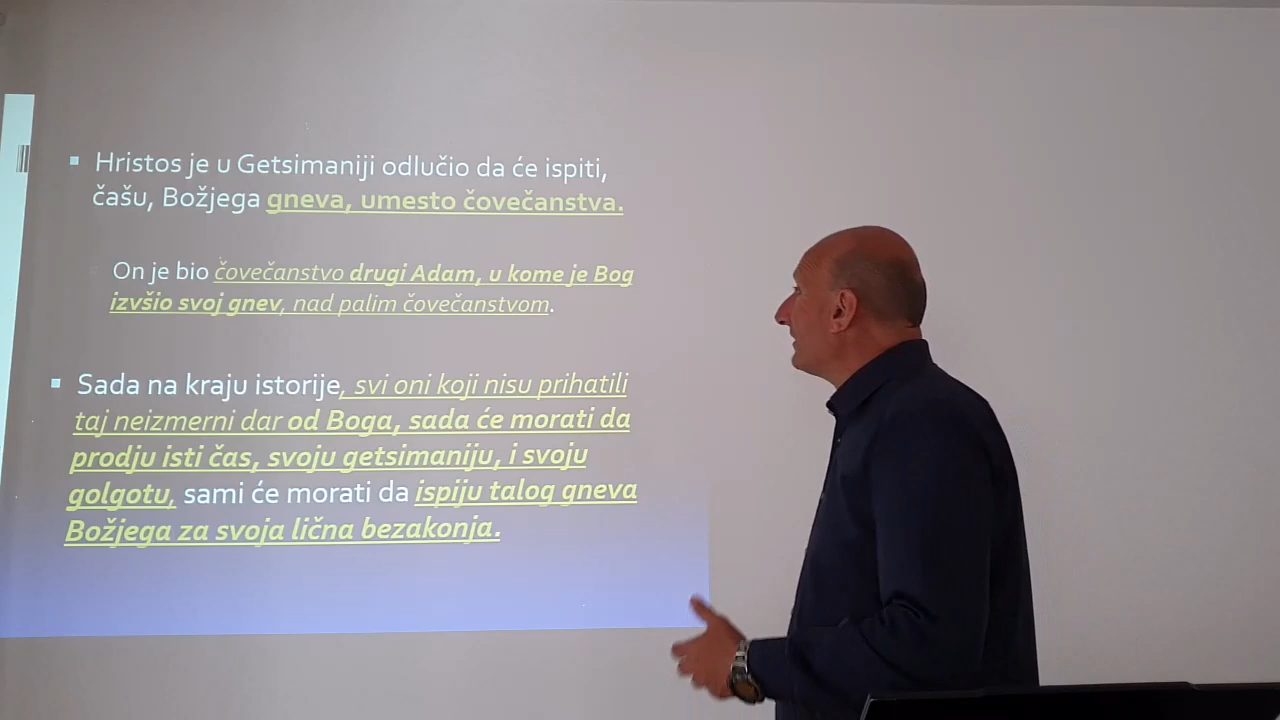 Hristos je u Getsimaniji odlučio da će ispiti,
čašu, Božjega gneva, umesto čovečanstva.
On je bio čovečanstvo drugi Adam, u kome je Bog
izvšio svoj gnev, nad palim čovečanstvom.
Sada na kraju istorije, svi oni koji nisu prihatili
taj neizmerni dar od Boga, sada će morati da
prodju isti čas, svoju getsimaniju, i svoju
golgotu, sami će morati da ispiju talog gneva
Božjega za svoja lična bezakonja.